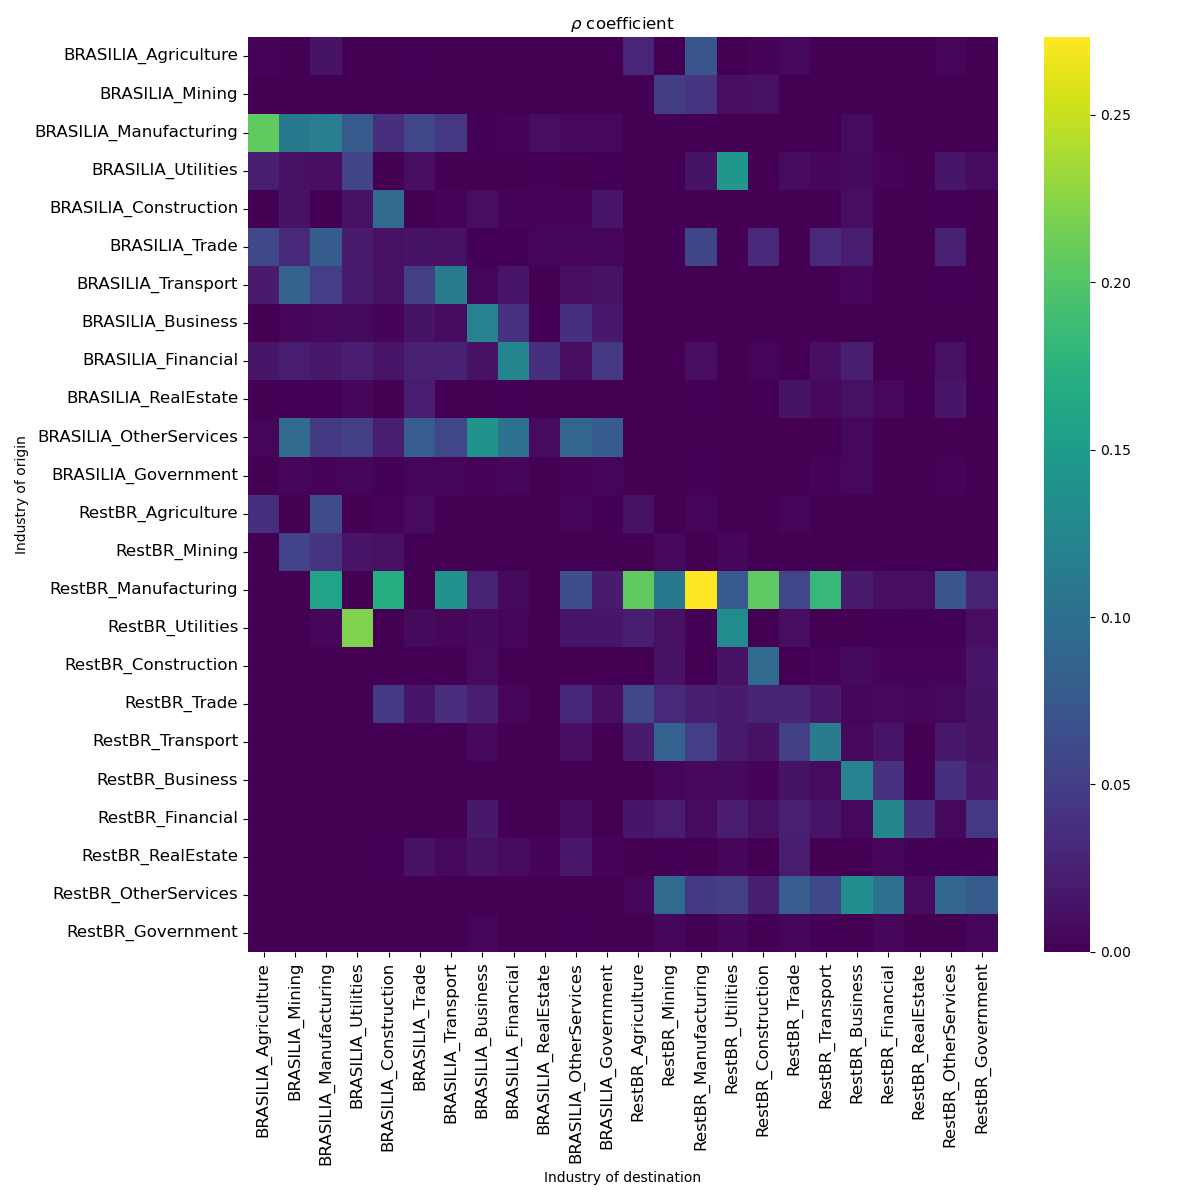 ρ coefficient
BRASILIA_Agriculture
BRASILIA_Mining
BRASILIA_Manufacturing
BRASILIA_Utilities
BRASILIA_Construction
BRASILIA_Trade
BRASILIA_Transport
BRASILIA_Business
BRASILIA_Financial
BRASILIA_RealEstate
BRASILIA_OtherServices
BRASILIA_Government
RestBR_Agriculture
RestBR_Mining
RestBR_Manufacturing
RestBR_Utilities
RestBR_Construction
RestBR_Trade
RestBR_Transport
RestBR_Business
RestBR_Financial
RestBR_RealEstate
RestBR_OtherServices
RestBR_Government
Industry of origin
BRASILIA_Agriculture
BRASILIA_Mining
BRASILIA_Manufacturing
BRASILIA_Utilities
BRASILIA_Construction
BRASILIA_Trade
BRASILIA_Transport
BRASILIA_Business
BRASILIA_Financial
BRASILIA_RealEstate
BRASILIA_OtherServices
BRASILIA_Government
RestBR_Agriculture
RestBR_Mining
RestBR_Manufacturing
RestBR_Utilities
RestBR_Construction
RestBR_Trade
RestBR_Transport
RestBR_Business
RestBR_Financial
RestBR_RealEstate
RestBR_OtherServices
RestBR_Government
Industry of destination
0.25
0.20
0.15
0.10
0.05
0.00